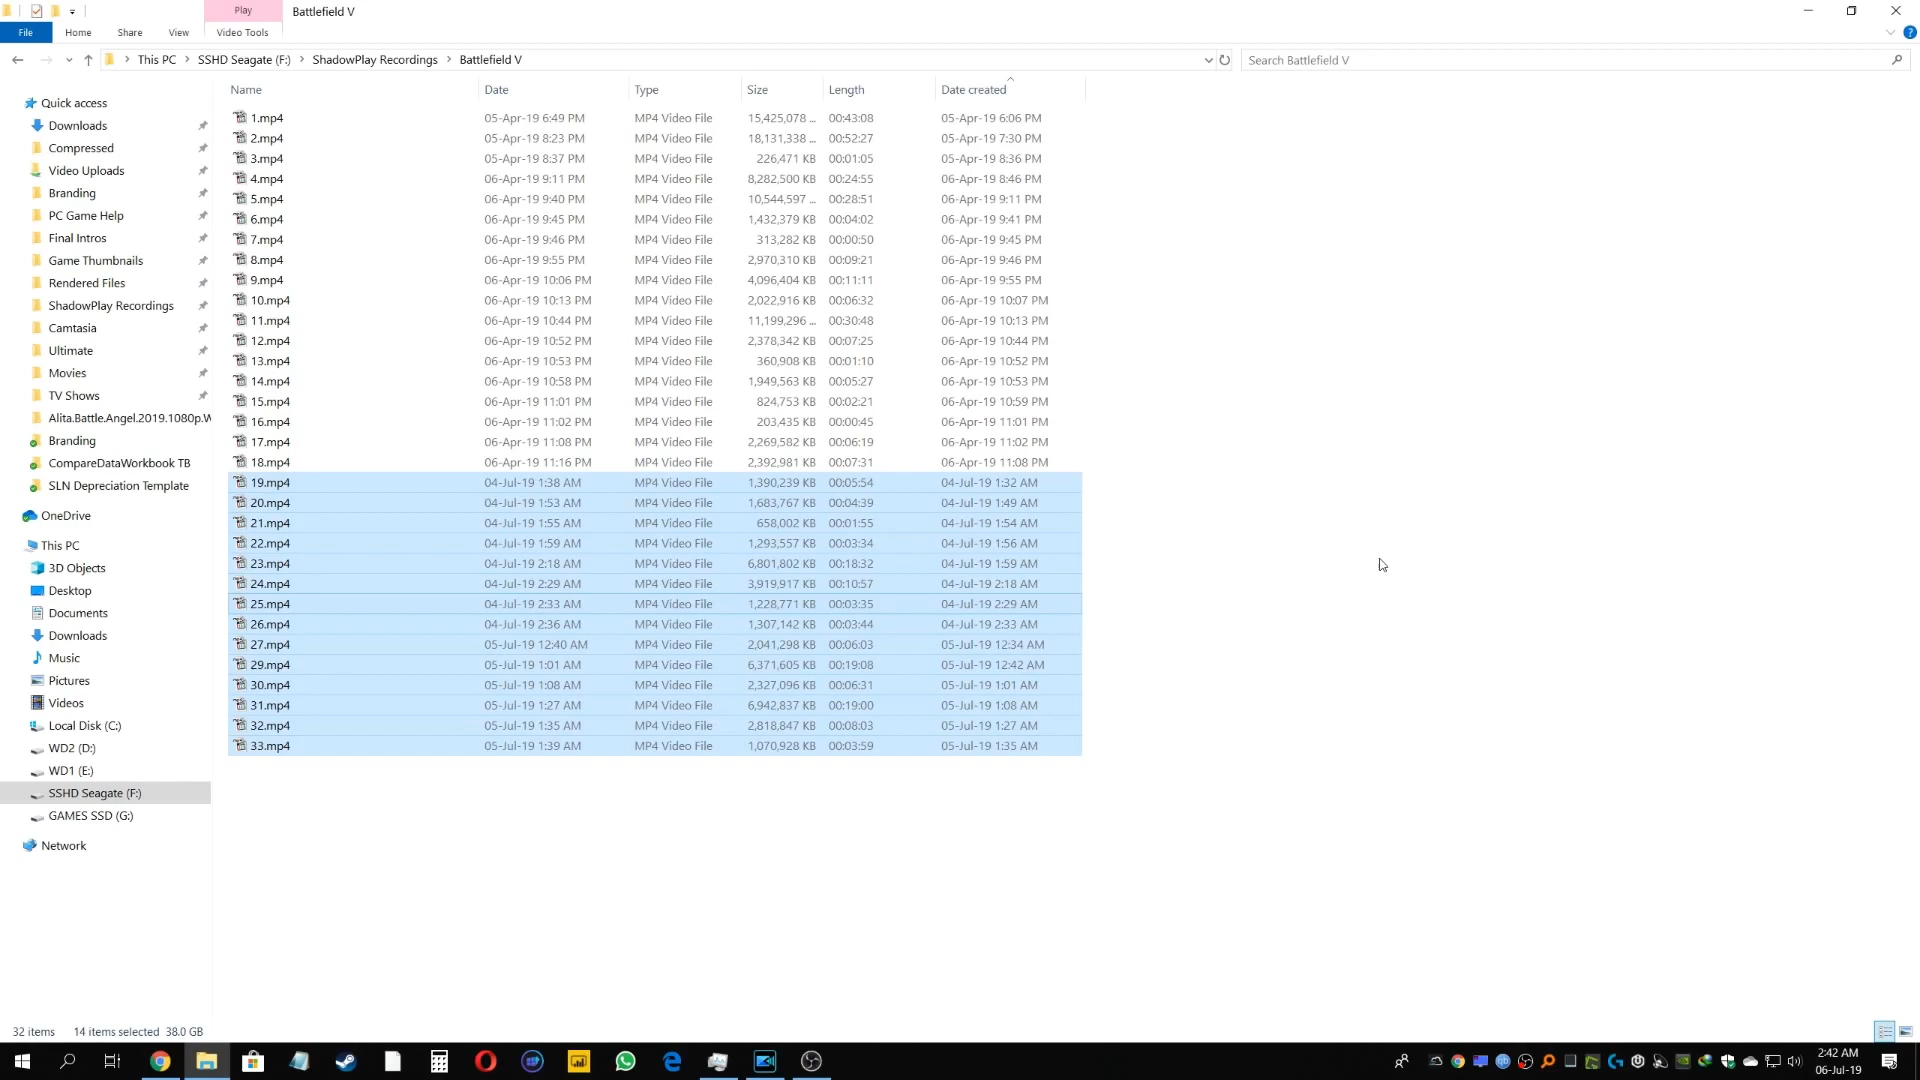 Play
Battlefield V
File
Home
Share
View
Video Tools
This PC
SSHD Seagate (F:)
ShadowPlay Recordings
Battlefield V
Search Battlefield V
Quick access
Downloads
Compressed
Video Uploads
Branding
PC Game Help
Final Intros
Game Thumbnails
Rendered Files
ShadowPlay Recordings
Camtasia
Ultimate
Movies
TV Shows
Alita.Battle.Angel.2019.1080p.W
Branding
CompareDataWorkbook TB
SLN Depreciation Template
OneDrive
This PC
3D Objects
Desktop
Documents
Downloads
Music
Pictures
Videos
Local Disk (C:)
WD2 (D:)
WD1 (E:)
SSHD Seagate (F:)
GAMES SSD (G:)
Network
Name Date Type Size Length Date created
1.mp4 05-Apr-19 6:49 PM MP4 Video File 15,425,078 ... 00:43:08 05-Apr-19 6:06 PM
2.mp4 05-Apr-19 8:23 PM MP4 Video File 18,131,338 ... 00:52:27 05-Apr-19 7:30 PM
3.mp4 05-Apr-19 8:37 PM MP4 Video File 226,471 KB 00:01:05 05-Apr-19 8:36 PM
4.mp4 06-Apr-19 9:11 PM MP4 Video File 8,282,500 KB 00:24:55 06-Apr-19 8:46 PM
5.mp4 06-Apr-19 9:40 PM MP4 Video File 10,544,597 ... 00:28:51 06-Apr-19 9:11 PM
6.mp4 06-Apr-19 9:45 PM MP4 Video File 1,432,379 KB 00:04:02 06-Apr-19 9:41 PM
7.mp4 06-Apr-19 9:46 PM MP4 Video File 313,282 KB 00:00:50 06-Apr-19 9:45 PM
8.mp4 06-Apr-19 9:55 PM MP4 Video File 2,970,310 KB 00:09:21 06-Apr-19 9:46 PM
9.mp4 06-Apr-19 10:06 PM MP4 Video File 4,096,404 KB 00:11:11 06-Apr-19 9:55 PM
10.mp4 06-Apr-19 10:13 PM MP4 Video File 2,022,916 KB 00:06:32 06-Apr-19 10:07 PM
11.mp4 06-Apr-19 10:44 PM MP4 Video File 11,199,296 ... 00:30:48 06-Apr-19 10:13 PM
12.mp4 06-Apr-19 10:52 PM MP4 Video File 2,378,342 KB 00:07:25 06-Apr-19 10:44 PM
13.mp4 06-Apr-19 10:53 PM MP4 Video File 360,908 KB 00:01:10 06-Apr-19 10:52 PM
14.mp4 06-Apr-19 10:58 PM MP4 Video File 1,949,563 KB 00:05:27 06-Apr-19 10:53 PM
15.mp4 06-Apr-19 11:01 PM MP4 Video File 824,753 KB 00:02:21 06-Apr-19 10:59 PM
16.mp4 06-Apr-19 11:02 PM MP4 Video File 203,435 KB 00:00:45 06-Apr-19 11:01 PM
17.mp4 06-Apr-19 11:08 PM MP4 Video File 2,269,582 KB 00:06:19 06-Apr-19 11:02 PM
18.mp4 06-Apr-19 11:16 PM MP4 Video File 2,392,981 KB 00:07:31 06-Apr-19 11:08 PM
19.mp4 04-Jul-19 1:38 AM MP4 Video File 1,390,239 KB 00:05:54 04-Jul-19 1:32 AM
20.mp4 04-Jul-19 1:53 AM MP4 Video File 1,683,767 KB 00:04:39 04-Jul-19 1:49 AM
21.mp4 04-Jul-19 1:55 AM MP4 Video File 658,002 KB 00:01:55 04-Jul-19 1:54 AM
22.mp4 04-Jul-19 1:59 AM MP4 Video File 1,293,557 KB 00:03:34 04-Jul-19 1:56 AM
23.mp4 04-Jul-19 2:18 AM MP4 Video File 6,801,802 KB 00:18:32 04-Jul-19 1:59 AM
24.mp4 04-Jul-19 2:29 AM MP4 Video File 3,919,917 KB 00:10:57 04-Jul-19 2:18 AM
25.mp4 04-Jul-19 2:33 AM MP4 Video File 1,228,771 KB 00:03:35 04-Jul-19 2:29 AM
26.mp4 04-Jul-19 2:36 AM MP4 Video File 1,307,142 KB 00:03:44 04-Jul-19 2:33 AM
27.mp4 05-Jul-19 12:40 AM MP4 Video File 2,041,298 KB 00:06:03 05-Jul-19 12:34 AM
29.mp4 05-Jul-19 1:01 AM MP4 Video File 6,371,605 KB 00:19:08 05-Jul-19 12:42 AM
30.mp4 05-Jul-19 1:08 AM MP4 Video File 2,327,096 KB 00:06:31 05-Jul-19 1:01 AM
31.mp4 05-Jul-19 1:27 AM MP4 Video File 6,942,837 KB 00:19:00 05-Jul-19 1:08 AM
32.mp4 05-Jul-19 1:35 AM MP4 Video File 2,818,847 KB 00:08:03 05-Jul-19 1:27 AM
33.mp4 05-Jul-19 1:39 AM MP4 Video File 1,070,928 KB 00:03:59 05-Jul-19 1:35 AM
32 items 14 items selected 38.0 GB
2:42 AM
06-Jul-19